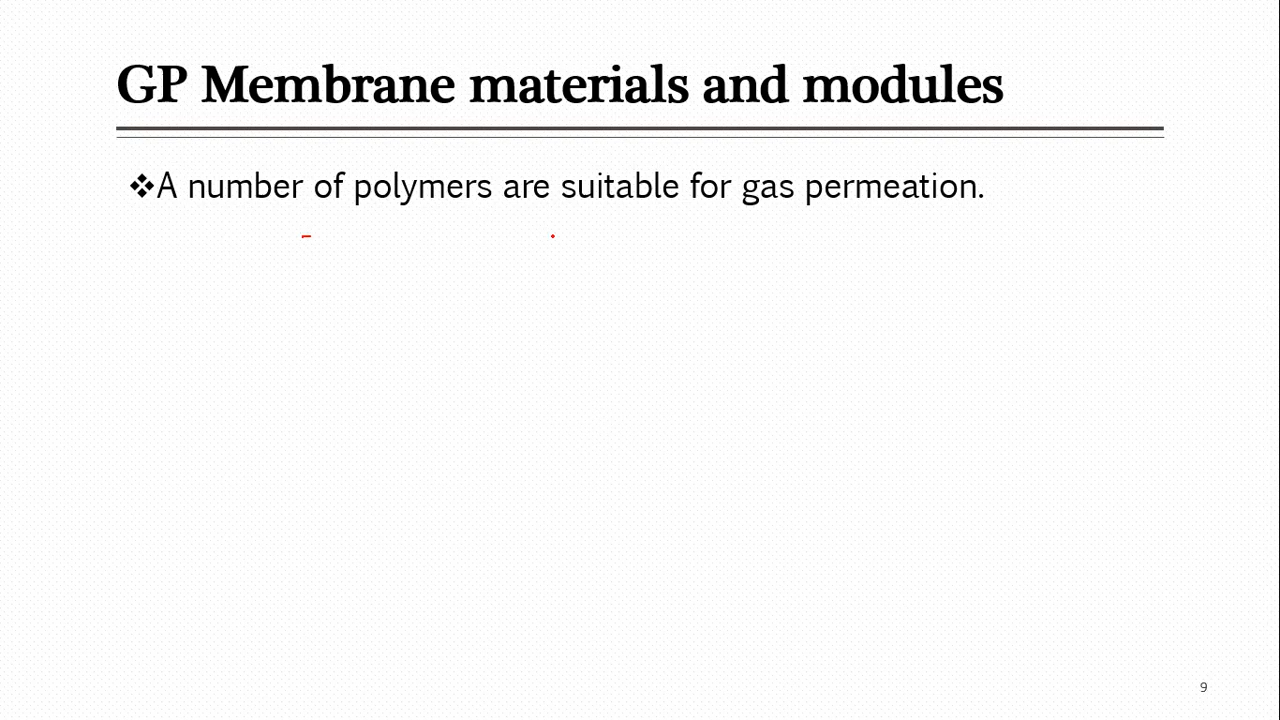 GP Membrane materials and modules
❖A number of polymers are suitable for gas permeation.
9